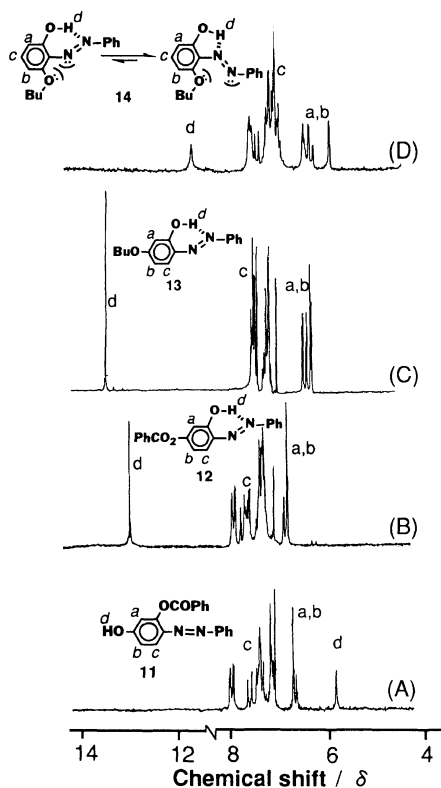 d
O H
a
c N N Ph
b O
Bu
14
d
O H
a
c N
b N Ph
O
Bu
d
c
a,b
(D)
d
O H
a
N Ph
BuO N
b c
13
d
c
a,b
(C)
d
O H
a
N Ph
PhCO2 N
b c
12
d
c
a,b
(B)
OCOPh
d a
HO N=N Ph
b c
11
c
a,b
d
(A)
14 12 8 6 4
Chemical shift / δ